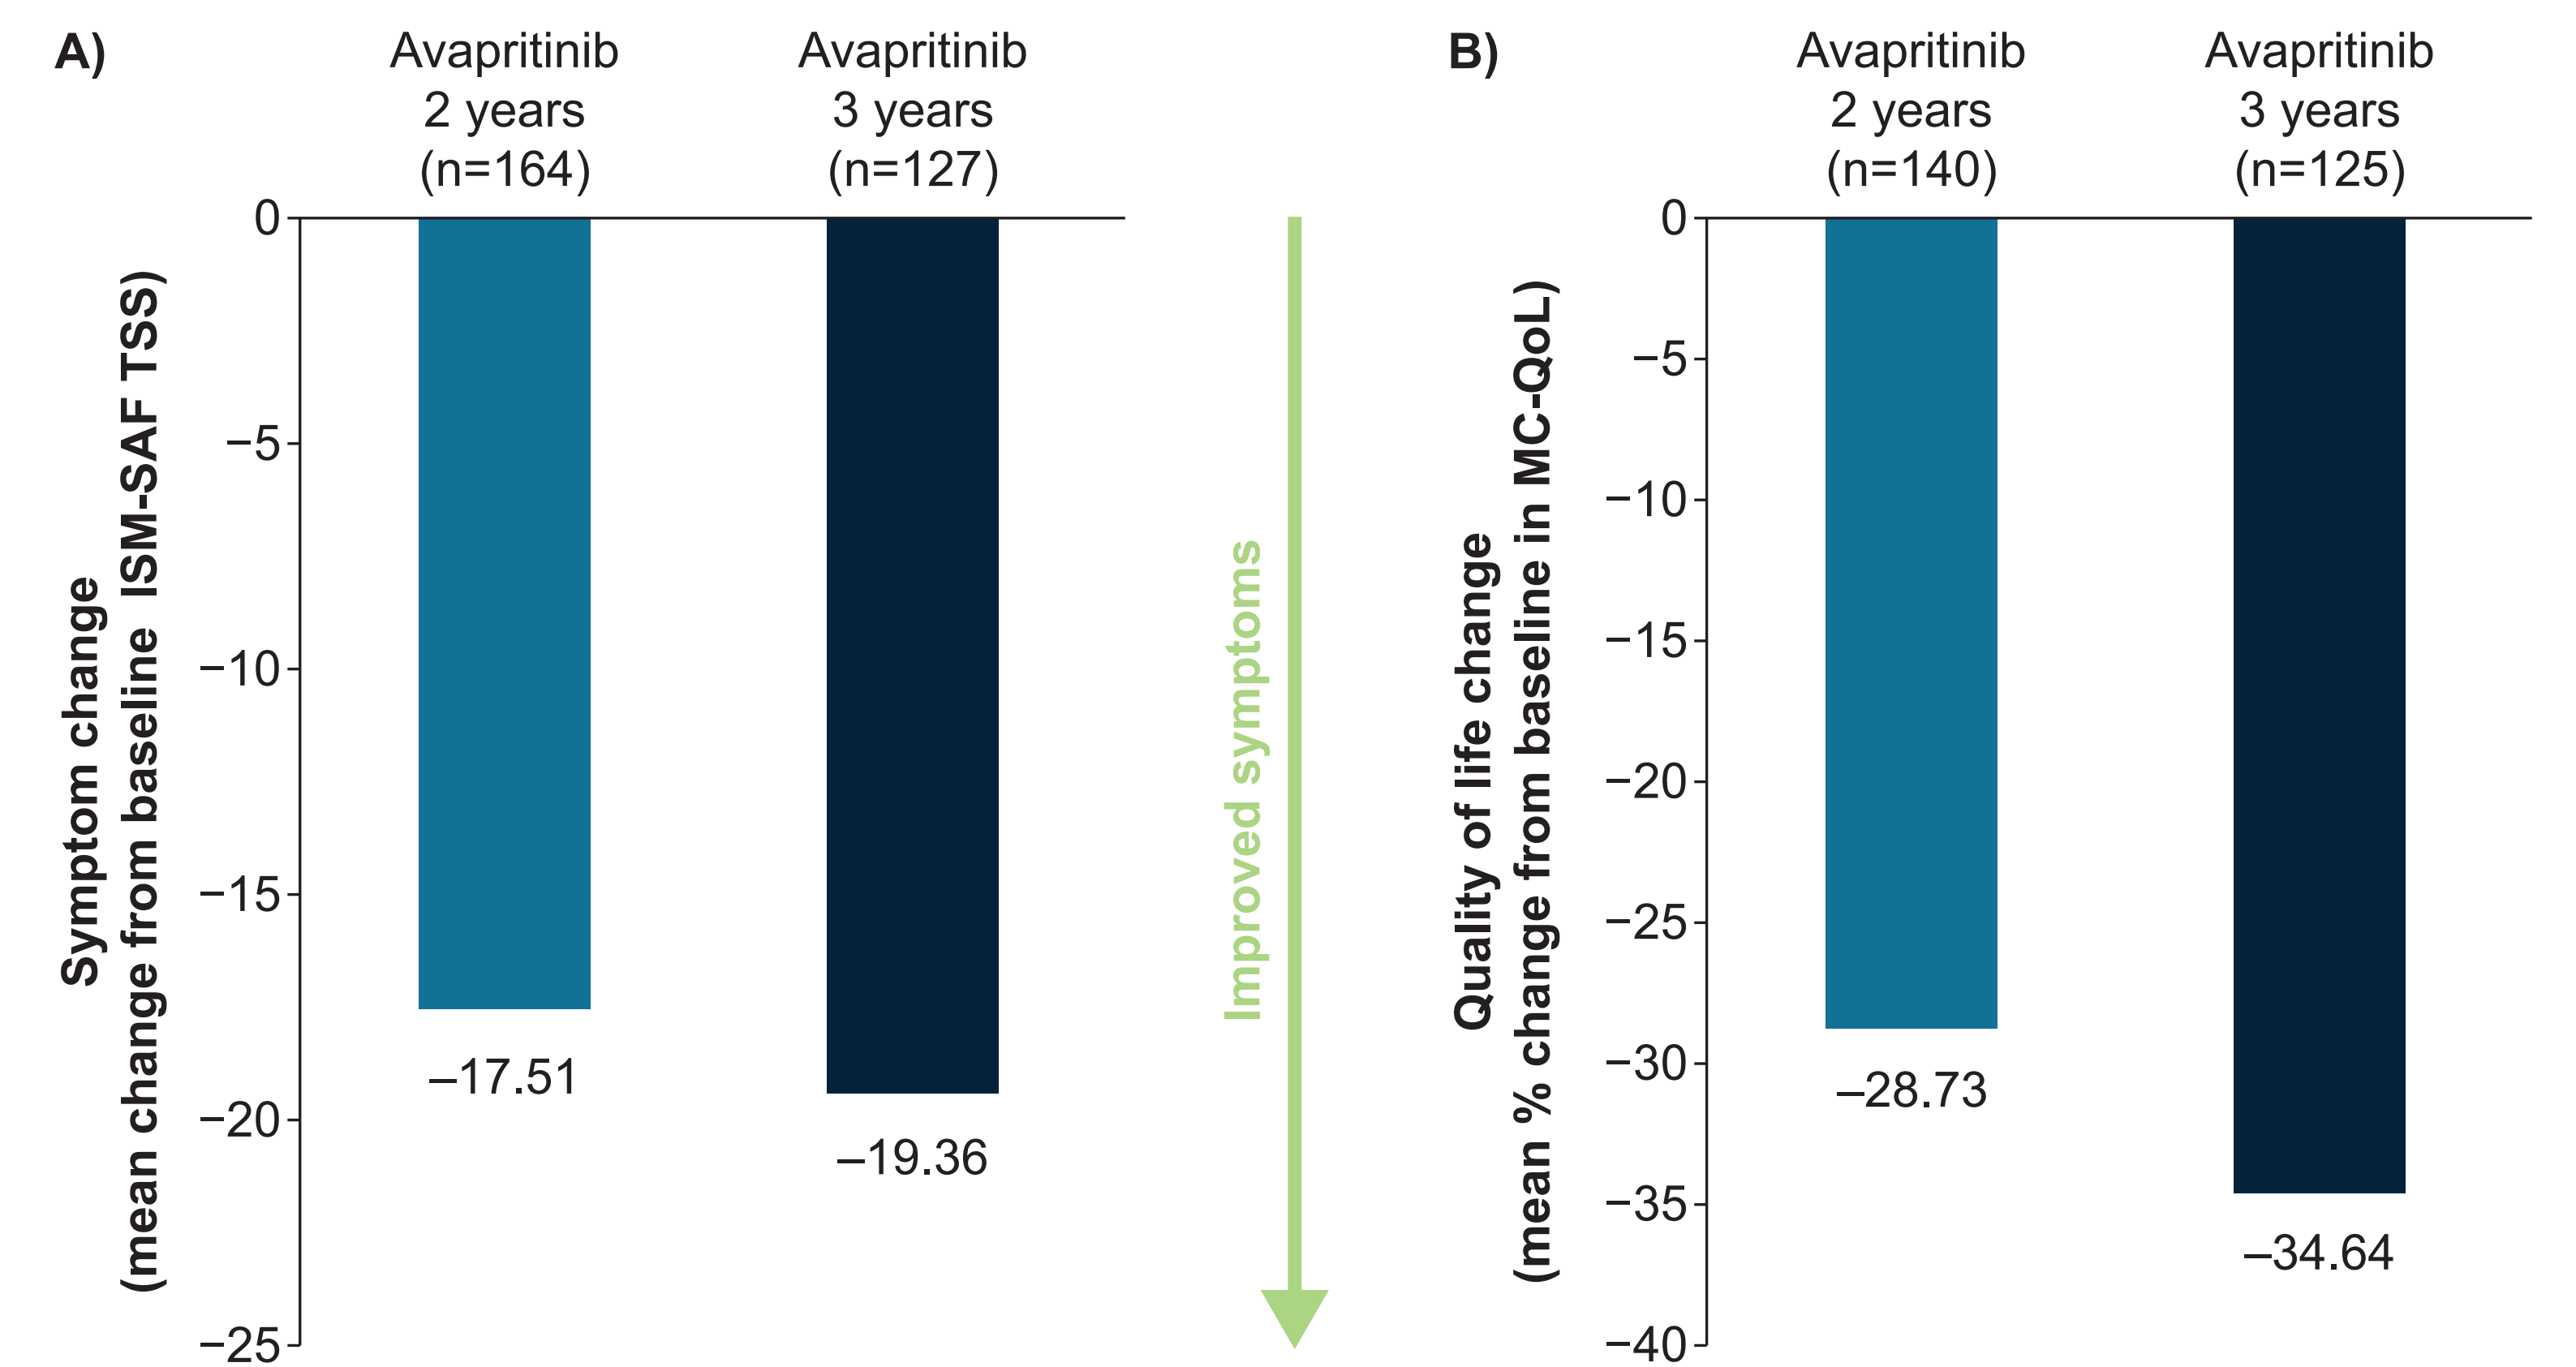 A)
Avapritinib
2 years
(n=164)
Avapritinib
3 years
(n=127)
Symptom change
(mean change from baseline  ISM-SAF TSS)
0
−5
−10
−15
−20
−25
–17.51
–19.36
Improved symptoms
B)
Avapritinib
2 years
(n=140)
Avapritinib
3 years
(n=125)
Quality of life change
(mean % change from baseline in MC-QoL)
0
−5
−10
−15
−20
−25
−30
−35
−40
–28.73
–34.64